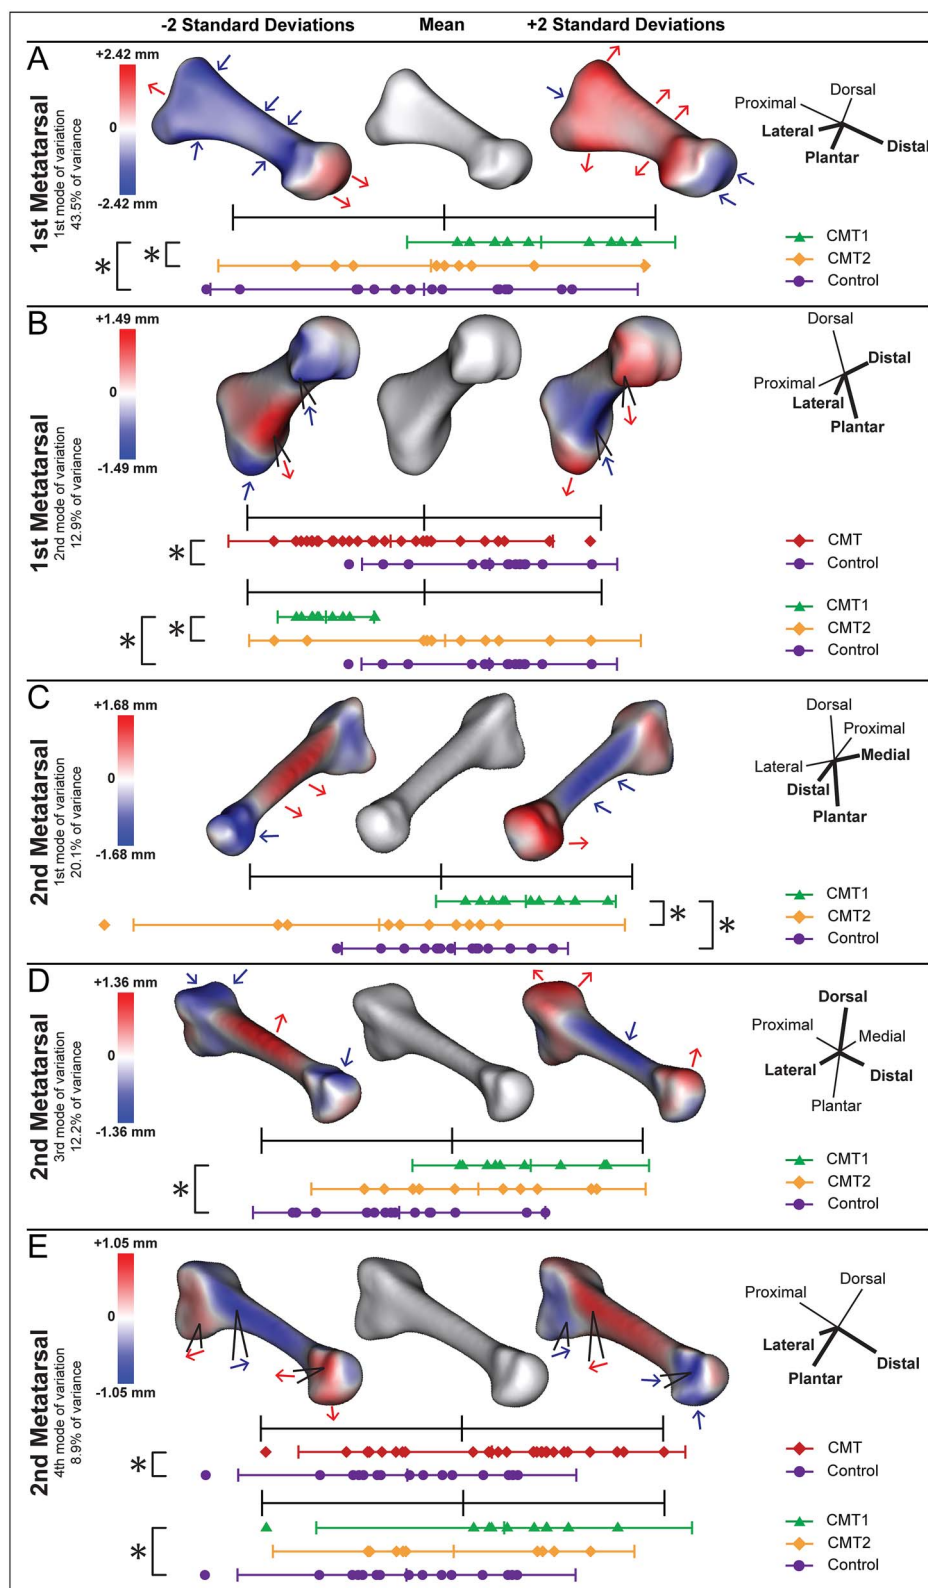 -2 Standard Deviations Mean +2 Standard Deviations
A
+2.42 mm
0
-2.42 mm
1st Metatarsal
1st mode of variation
43.5% of variance
Dorsal
Proximal
Lateral
Distal
Plantar
*
*
CMT1
CMT2
Control
B
+1.49 mm
0
-1.49 mm
1st Metatarsal
2nd mode of variation
12.9% of variance
Dorsal
Distal
Proximal
Lateral
Plantar
*
CMT
Control
*
*
CMT1
CMT2
Control
C
+1.68 mm
0
-1.68 mm
2nd Metatarsal
1st mode of variation
20.1% of variance
Dorsal
Proximal
Medial
Lateral
Distal
Plantar
*
*
CMT1
CMT2
Control
D
+1.36 mm
0
-1.36 mm
2nd Metatarsal
3rd mode of variation
12.2% of variance
Dorsal
Proximal
Medial
Lateral
Distal
Plantar
*
CMT1
CMT2
Control
E
+1.05 mm
0
-1.05 mm
2nd Metatarsal
4th mode of variation
8.9% of variance
Dorsal
Proximal
Lateral
Distal
Plantar
*
CMT
Control
*
CMT1
CMT2
Control